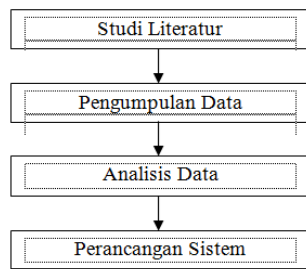 Studi Literatur
Pengumpulan Data
Analisis Data
Perancangan Sistem